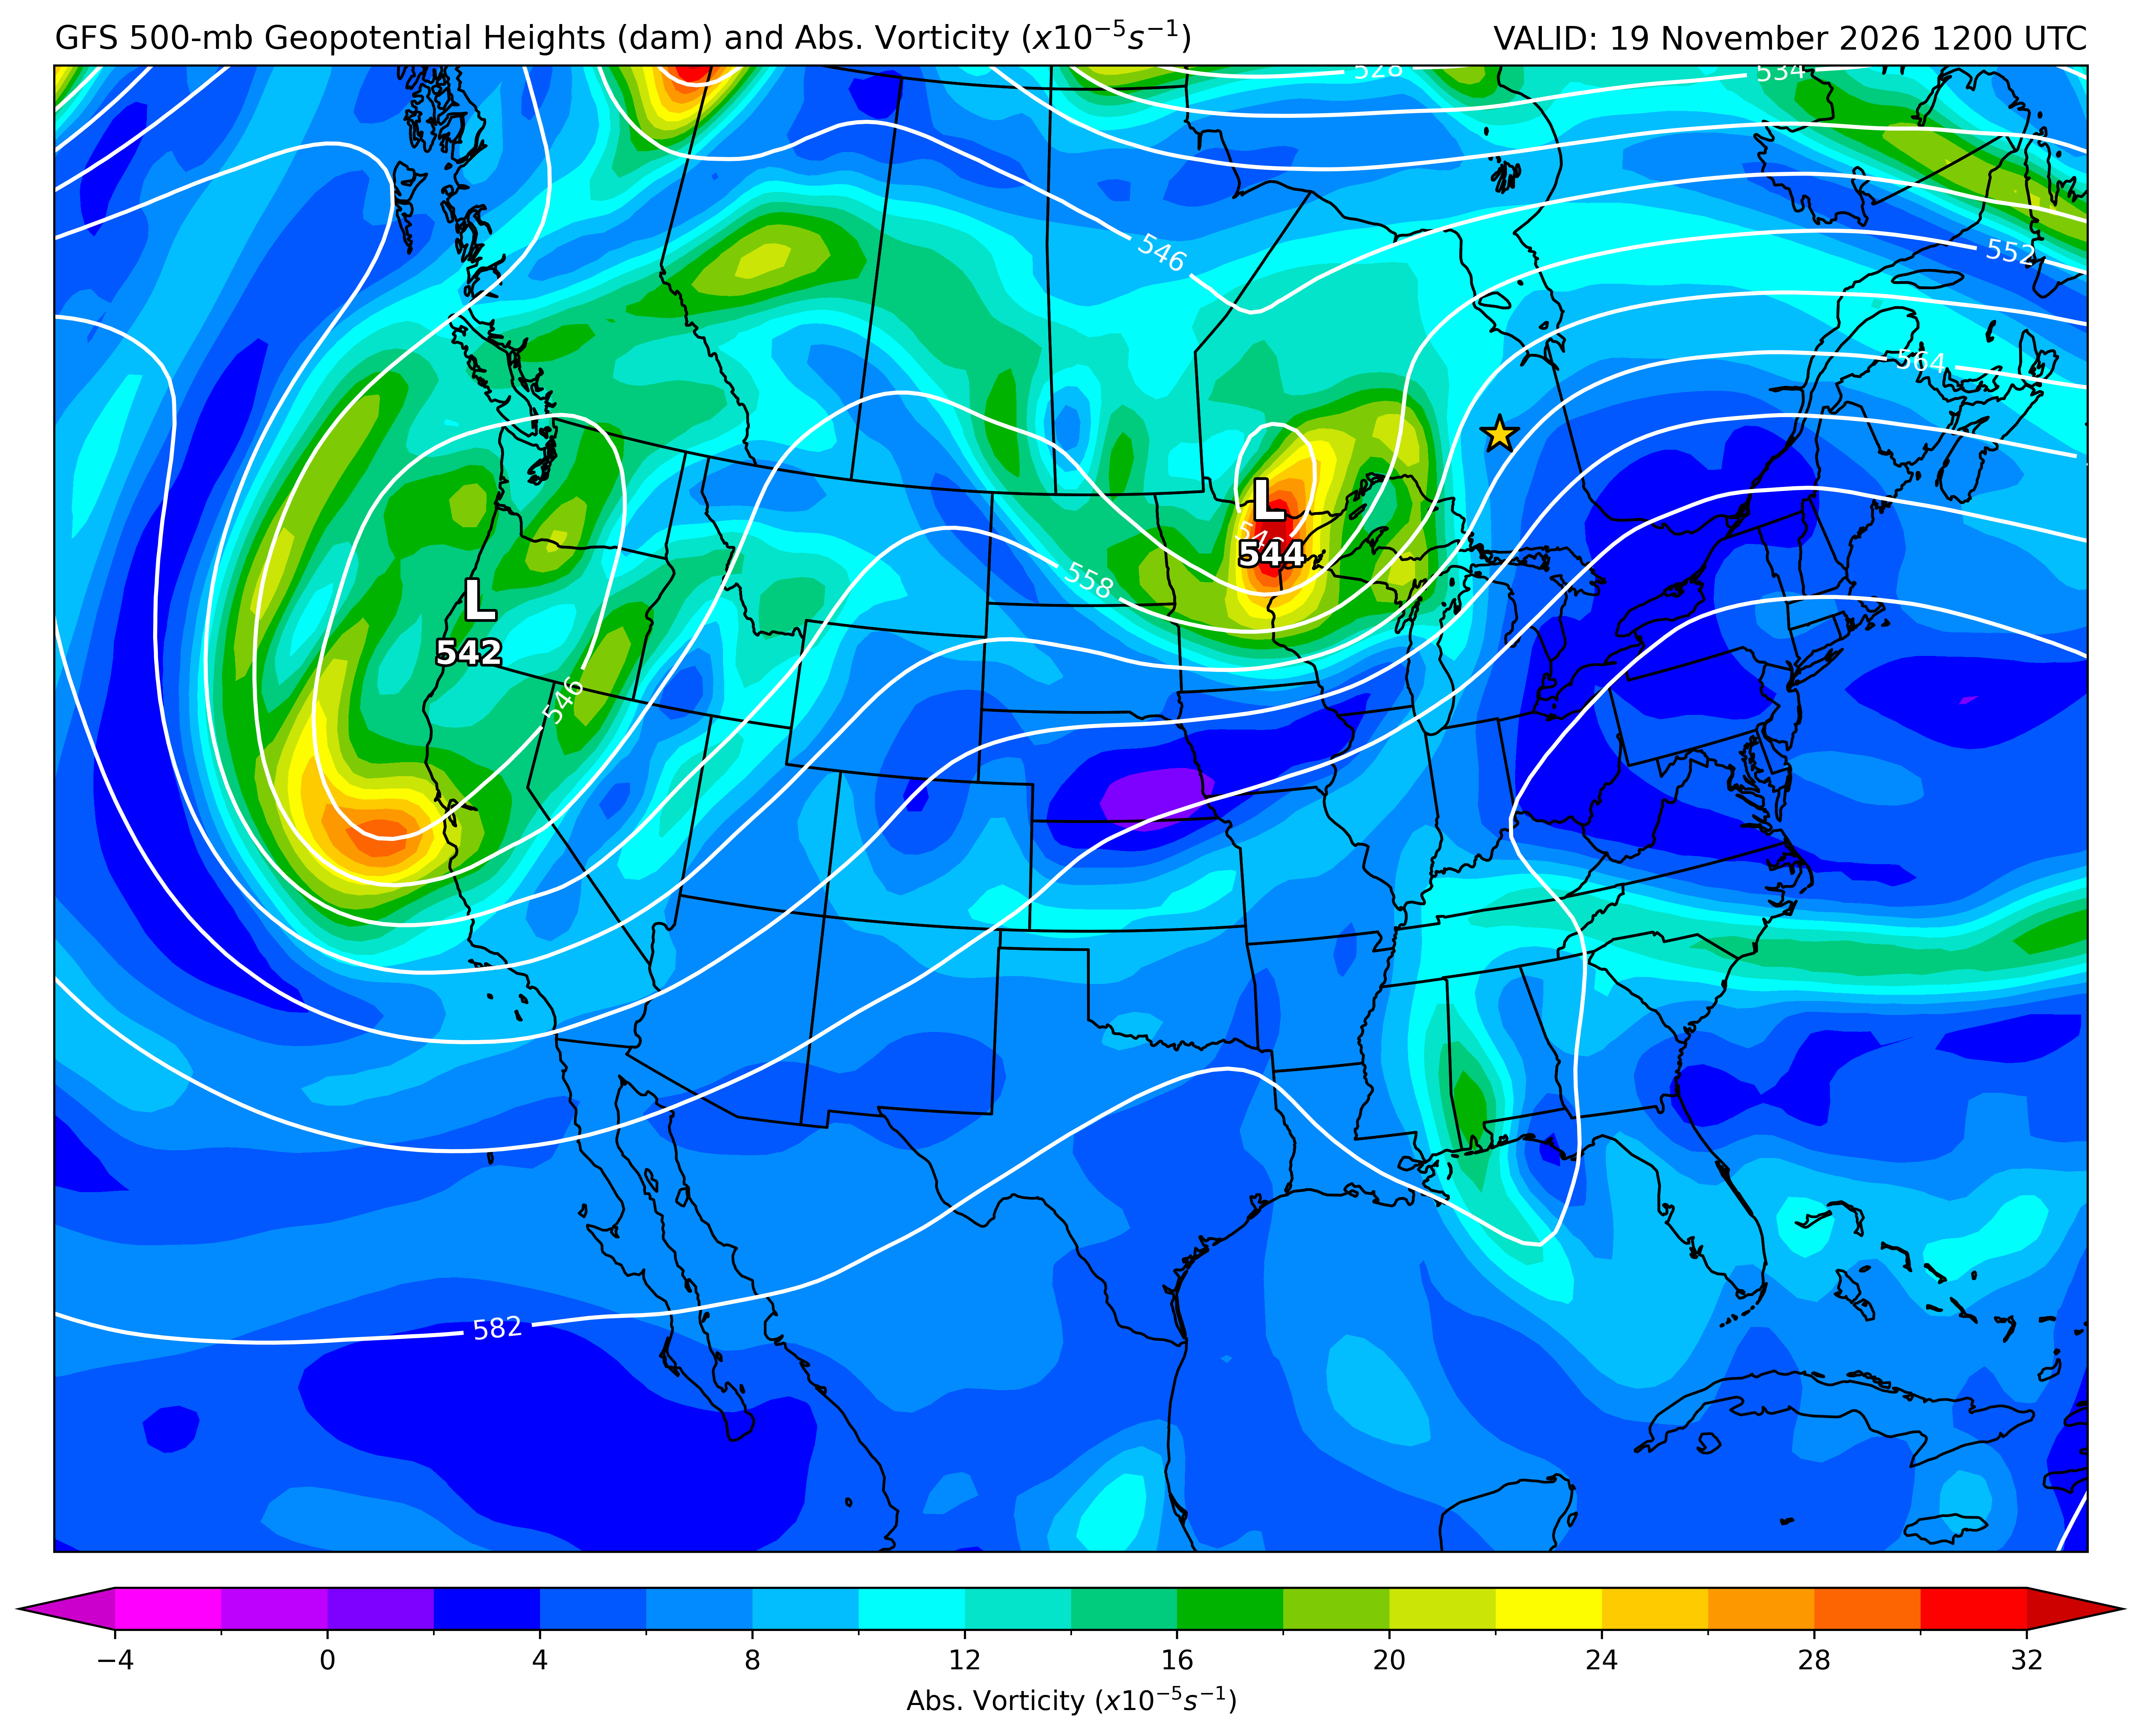 GFS 500-mb Geopotential Heights (dam) and Abs. Vorticity (x10⁻⁵s⁻¹)
VALID: 19 November 2026 1200 UTC
528
534
546
552
564
L
544
558
L
542
546
582
−4 0 4 8 12 16 20 24 28 32
Abs. Vorticity (x10⁻⁵s⁻¹)